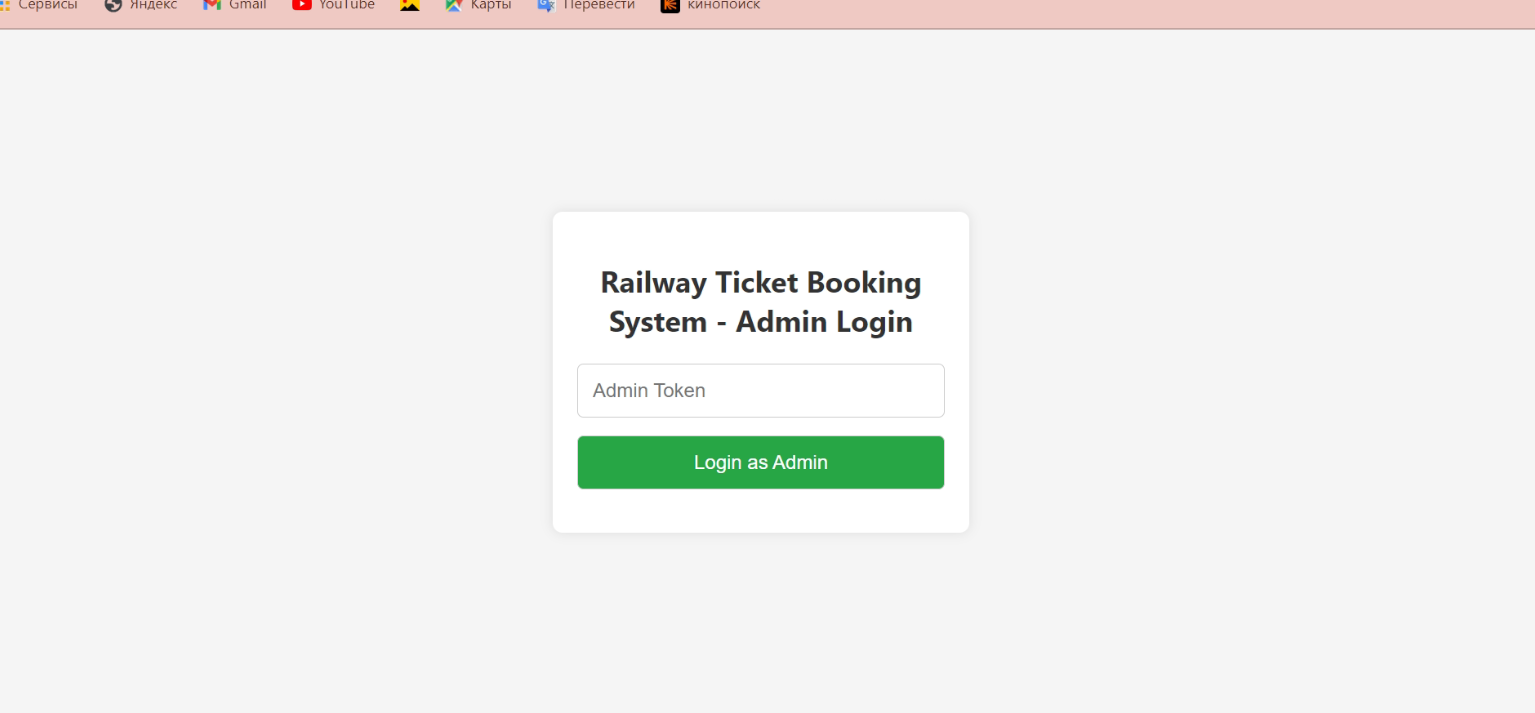 Сервисы Яндекс Gmail YouTube Карты Перевести кинопоиск
Railway Ticket Booking
System - Admin Login
Admin Token
Login as Admin